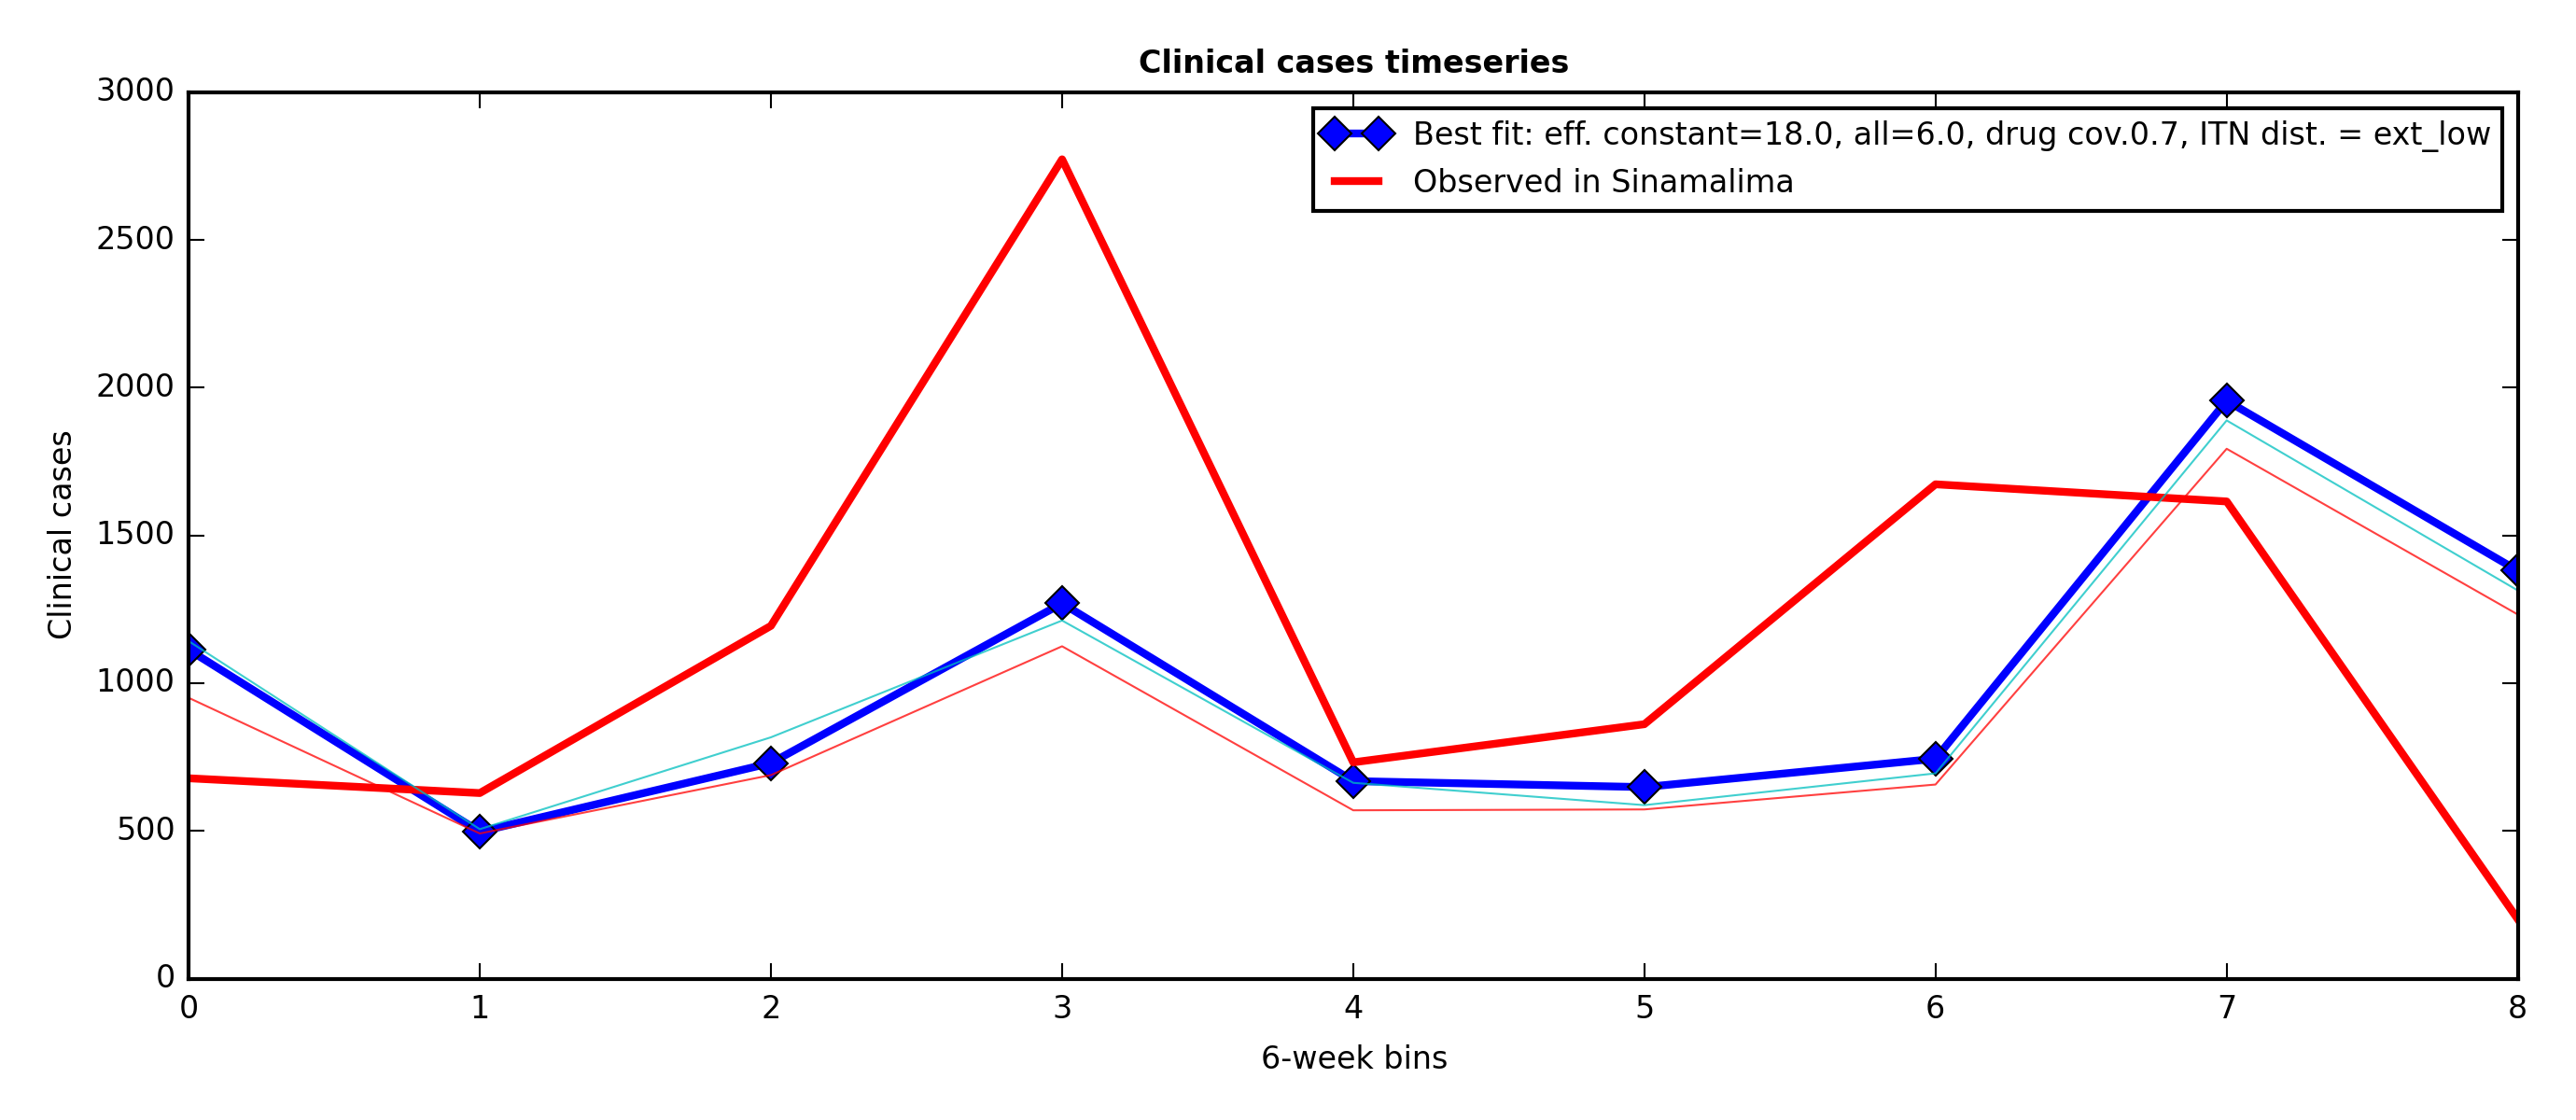 Clinical cases timeseries
3000
2500
2000
1500
1000
500
0
Clinical cases
Best fit: eff. constant=18.0, all=6.0, drug cov.0.7, ITN dist. = ext_low
Observed in Sinamalima
0 1 2 3 4 5 6 7 8
6-week bins